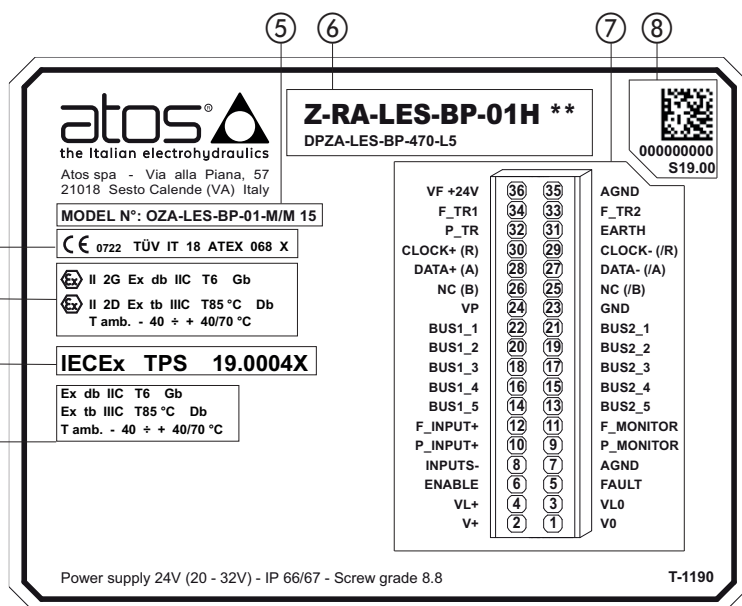 5 6 7 8
atos®
the Italian electrohydraulics
Atos spa - Via alla Piana, 57
21018 Sesto Calende (VA) Italy
Z-RA-LES-BP-01H **
DPZA-LES-BP-470-L5
000000000
S19.00
MODEL N°: OZA-LES-BP-01-M/M 15
CE 0722 TÜV IT 18 ATEX 068 X
Ex II 2G Ex db IIC T6 Gb
Ex II 2D Ex tb IIIC T85 °C Db
T amb. - 40 ÷ + 40/70 °C
IECEx TPS 19.0004X
Ex db IIC T6 Gb
Ex tb IIIC T85 °C Db
T amb. - 40 ÷ + 40/70 °C
VF +24V 36 35 AGND
F_TR1 34 33 F_TR2
P_TR 32 31 EARTH
CLOCK+ (R) 30 29 CLOCK- (/R)
DATA+ (A) 28 27 DATA- (/A)
NC (B) 26 25 NC (/B)
VP 24 23 GND
BUS1_1 22 21 BUS2_1
BUS1_2 20 19 BUS2_2
BUS1_3 18 17 BUS2_3
BUS1_4 16 15 BUS2_4
BUS1_5 14 13 BUS2_5
F_INPUT+ 12 11 F_MONITOR
P_INPUT+ 10 9 P_MONITOR
INPUTS- 8 7 AGND
ENABLE 6 5 FAULT
VL+ 4 3 VL0
V+ 2 1 V0
Power supply 24V (20 - 32V) - IP 66/67 - Screw grade 8.8
T-1190